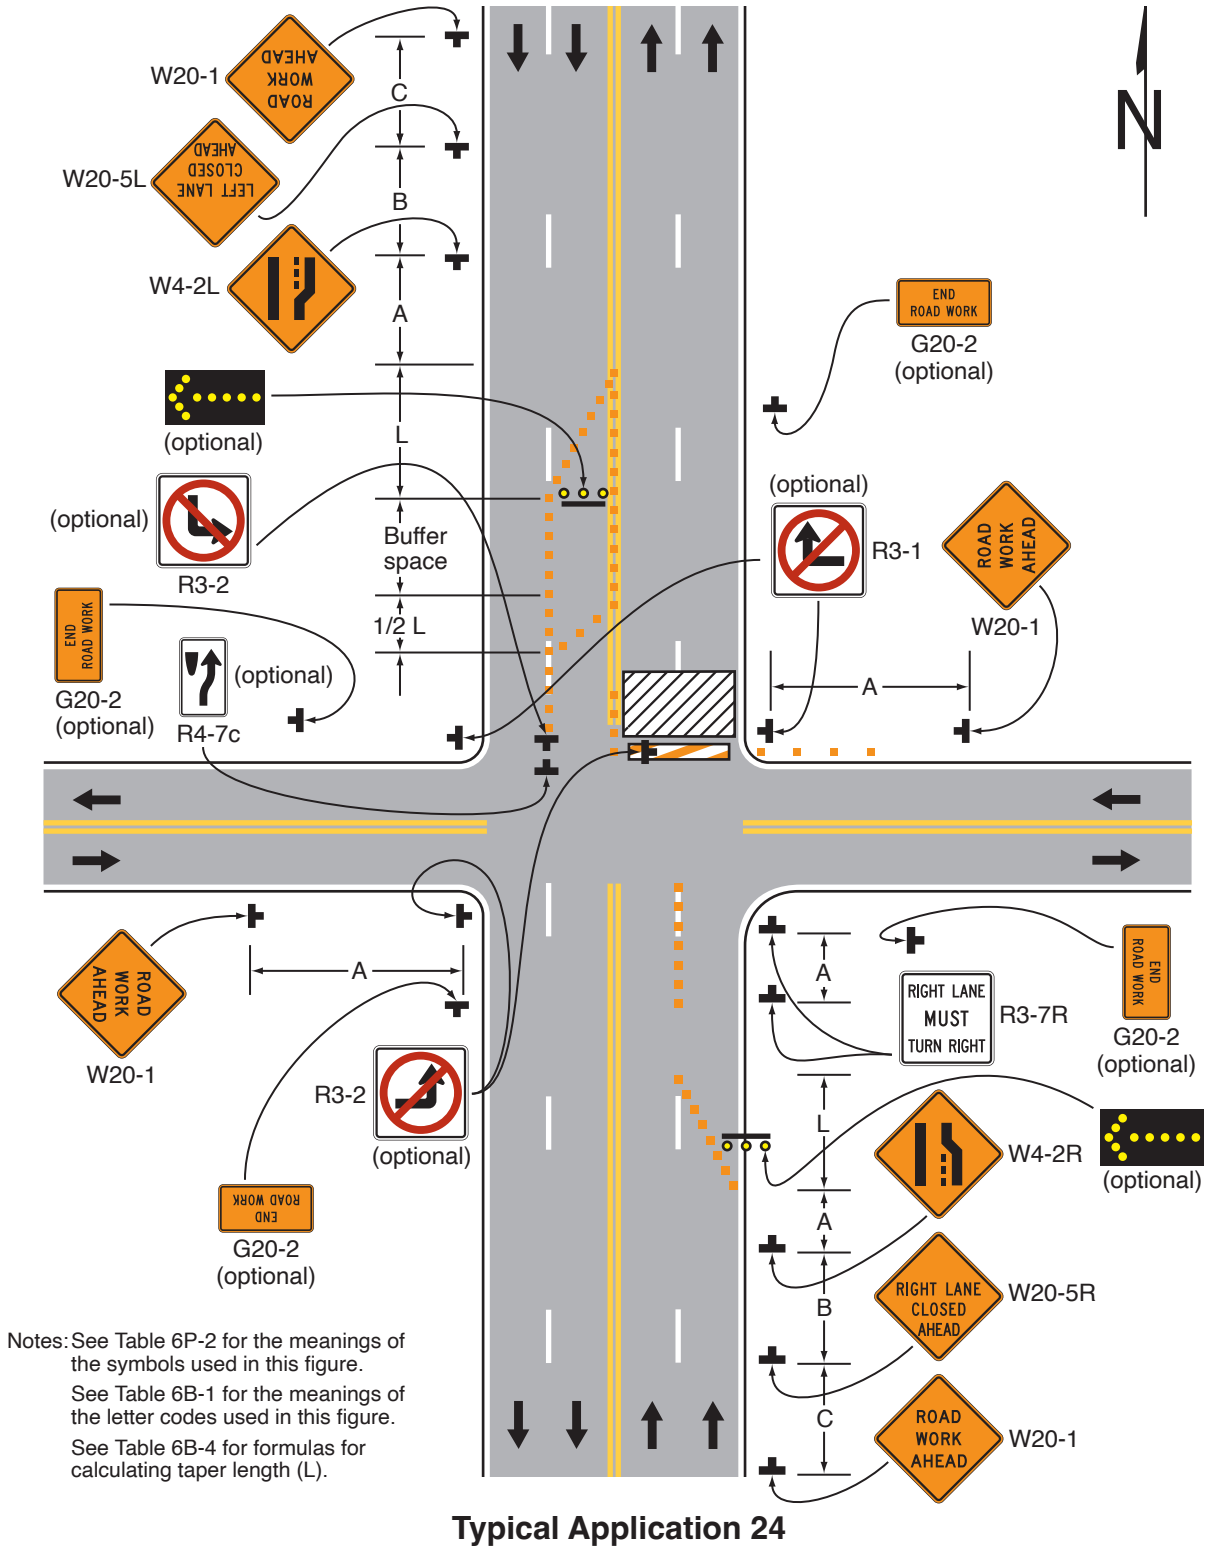 ROAD
WORK
AHEAD
W20-1
C
N
LEFT LANE
CLOSED
AHEAD
W20-5L
B
W4-2L
A
END
ROAD WORK
G20-2
(optional)
(optional)
L
(optional)
R3-2
Buffer
space
(optional)
R3-1
ROAD
WORK
AHEAD
W20-1
END
ROAD WORK
G20-2
(optional)
1/2 L
(optional)
R4-7c
A
ROAD
WORK
AHEAD
W20-1
A
A
END
ROAD WORK
G20-2
(optional)
RIGHT LANE
MUST
TURN RIGHT
R3-7R
R3-2
(optional)
L
W4-2R
(optional)
END
ROAD WORK
G20-2
(optional)
A
B
RIGHT LANE
CLOSED
AHEAD
W20-5R
C
ROAD
WORK
AHEAD
W20-1
Notes: See Table 6P-2 for the meanings of
the symbols used in this figure.
See Table 6B-1 for the meanings of
the letter codes used in this figure.
See Table 6B-4 for formulas for
calculating taper length (L).
Typical Application 24